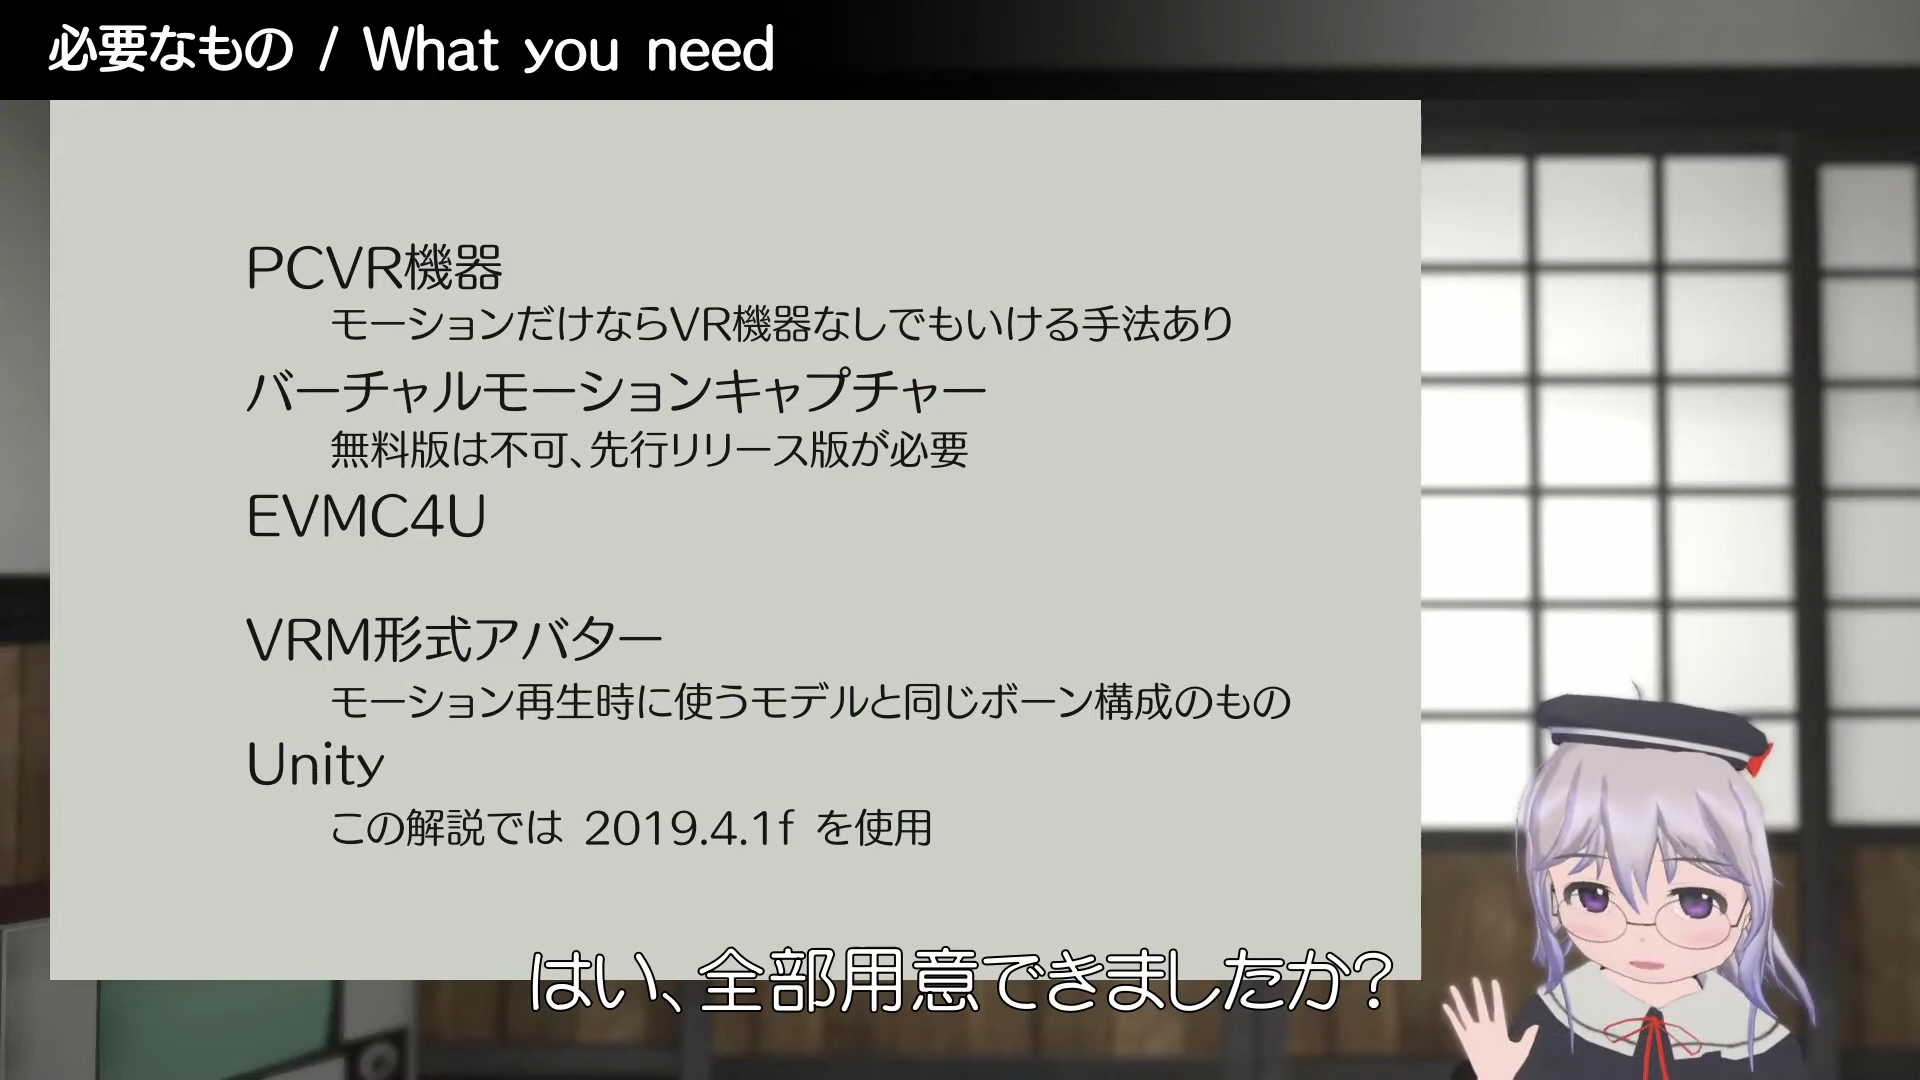 必要なもの / What you need
PCVR機器
モーションだけならVR機器なしでもいける手法あり
バーチャルモーションキャプチャー
無料版は不可、先行リリース版が必要
EVMC4U
VRM形式アバター
モーション再生時に使うモデルと同じボーン構成のもの
Unity
この解説では 2019.4.1f を使用
はい、全部用意できましたか?